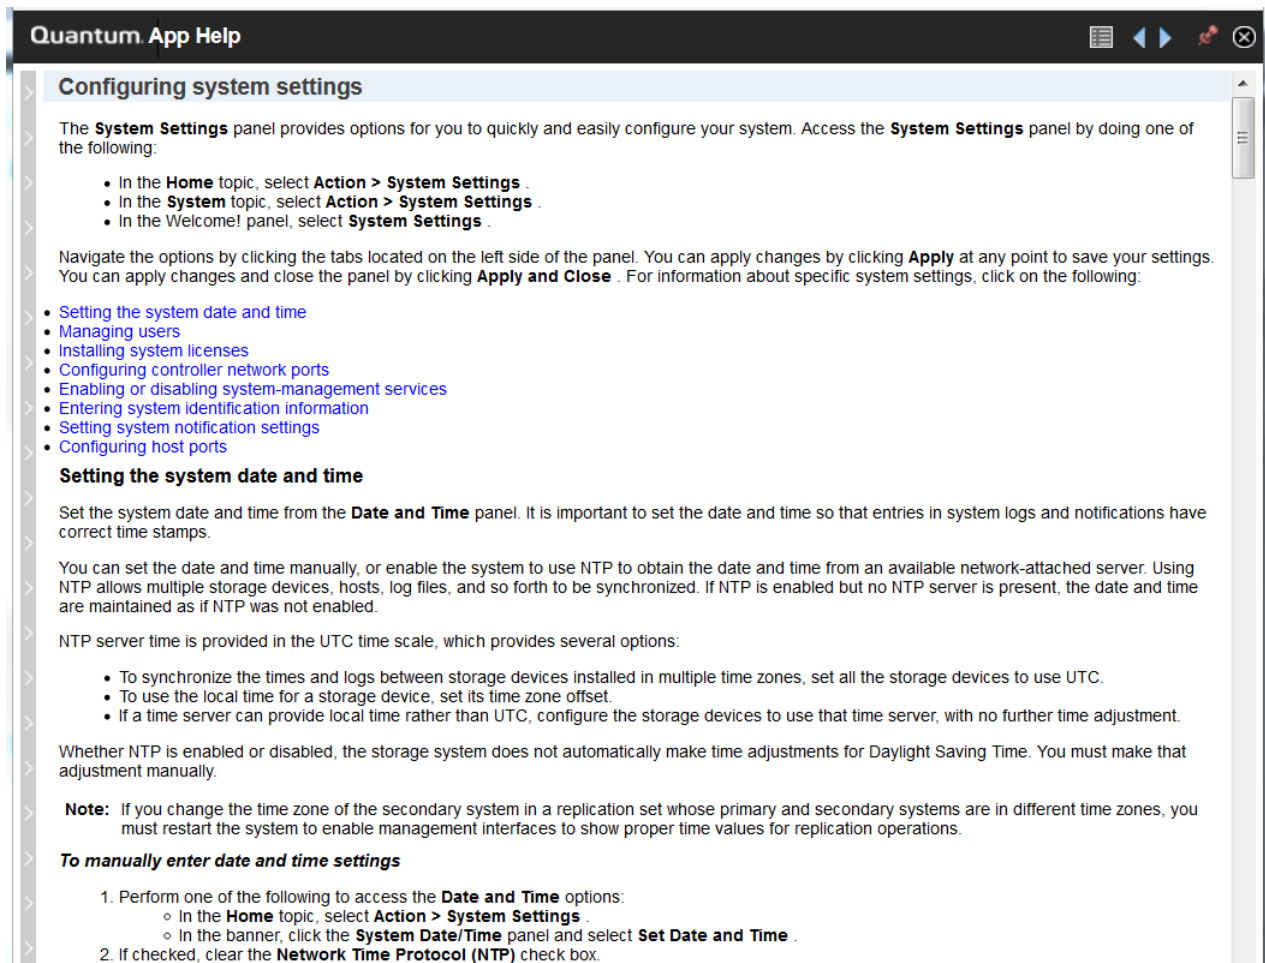 Quantum. App Help
Configuring system settings
The System Settings panel provides options for you to quickly and easily configure your system. Access the System Settings panel by doing one of
the following:
• In the Home topic, select Action > System Settings .
• In the System topic, select Action > System Settings .
• In the Welcome! panel, select System Settings .
Navigate the options by clicking the tabs located on the left side of the panel. You can apply changes by clicking Apply at any point to save your settings.
You can apply changes and close the panel by clicking Apply and Close . For information about specific system settings, click on the following:
• Setting the system date and time
• Managing users
• Installing system licenses
• Configuring controller network ports
• Enabling or disabling system-management services
• Entering system identification information
• Setting system notification settings
• Configuring host ports
Setting the system date and time
Set the system date and time from the Date and Time panel. It is important to set the date and time so that entries in system logs and notifications have
correct time stamps.
You can set the date and time manually, or enable the system to use NTP to obtain the date and time from an available network-attached server. Using
NTP allows multiple storage devices, hosts, log files, and so forth to be synchronized. If NTP is enabled but no NTP server is present, the date and time
are maintained as if NTP was not enabled.
NTP server time is provided in the UTC time scale, which provides several options:
• To synchronize the times and logs between storage devices installed in multiple time zones, set all the storage devices to use UTC.
• To use the local time for a storage device, set its time zone offset.
• If a time server can provide local time rather than UTC, configure the storage devices to use that time server, with no further time adjustment.
Whether NTP is enabled or disabled, the storage system does not automatically make time adjustments for Daylight Saving Time. You must make that
adjustment manually.
Note: If you change the time zone of the secondary system in a replication set whose primary and secondary systems are in different time zones, you
must restart the system to enable management interfaces to show proper time values for replication operations.
To manually enter date and time settings
1. Perform one of the following to access the Date and Time options:
◦ In the Home topic, select Action > System Settings .
◦ In the banner, click the System Date/Time panel and select Set Date and Time .
2. If checked, clear the Network Time Protocol (NTP) check box.